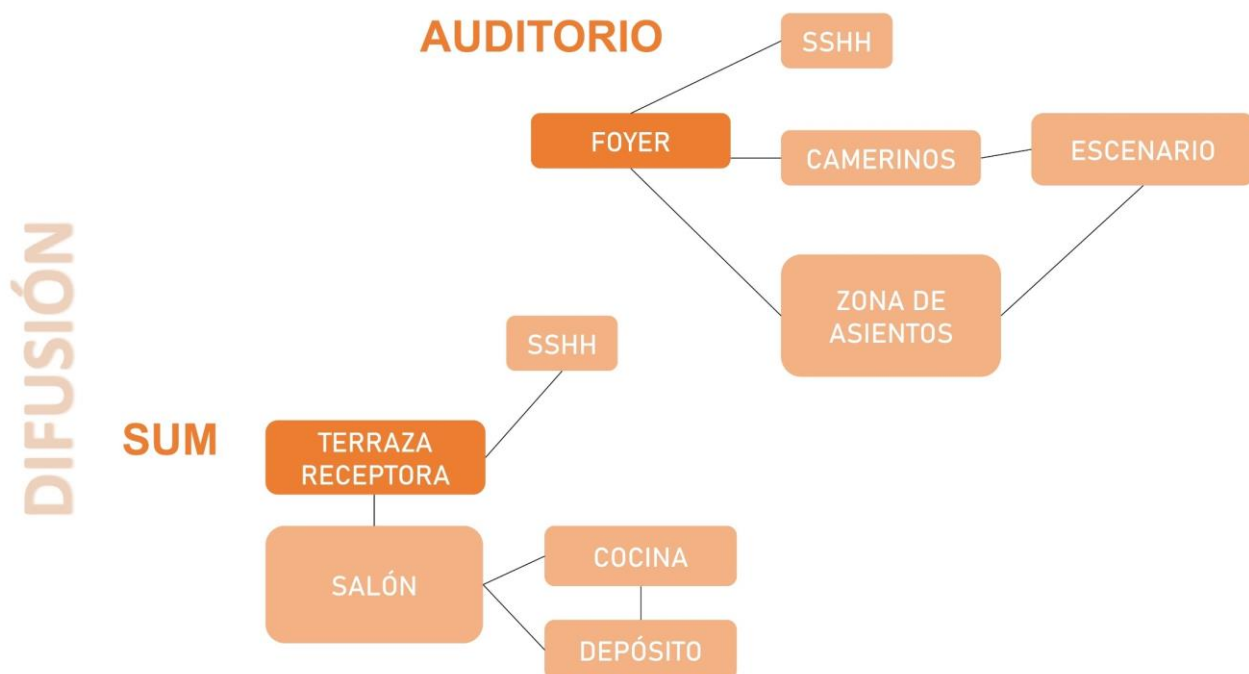 DIFUSIÓN
AUDITORIO
SSHH
FOYER
CAMERINOS
ESCENARIO
ZONA DE
ASIENTOS
SUM
SSHH
TERRAZA
RECEPTORA
SALÓN
COCINA
DEPÓSITO